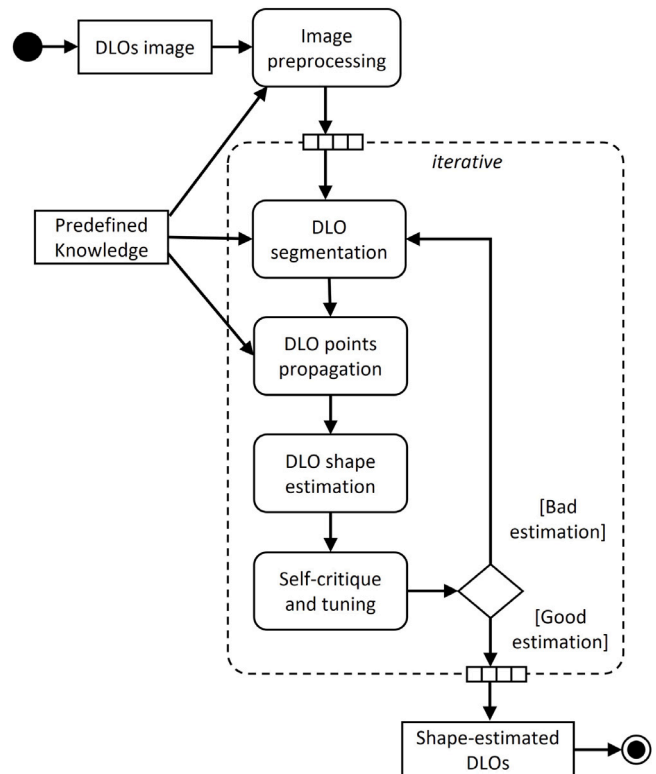 DLOs image
Image
preprocessing
iterative
Predefined
Knowledge
DLO
segmentation
DLO points
propagation
DLO shape
estimation
[Bad
estimation]
Self-critique
and tuning
[Good
estimation]
Shape-estimated
DLOs